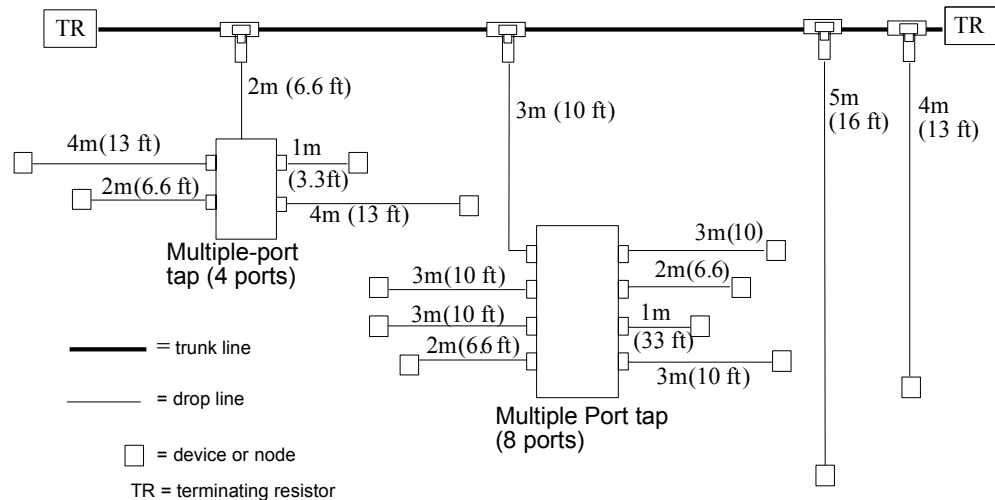 TR
TR
2m (6.6 ft)
3m (10 ft)
5m
(16 ft)
4m
(13 ft)
4m(13 ft)
1m
(3.3ft)
2m(6.6 ft)
4m (13 ft)
Multiple-port
tap (4 ports)
3m(10)
3m(10 ft)
2m(6.6)
3m(10 ft)
1m
(33 ft)
2m(6.6 ft)
3m(10 ft)
Multiple Port tap
(8 ports)
= trunk line
= drop line
= device or node
TR = terminating resistor